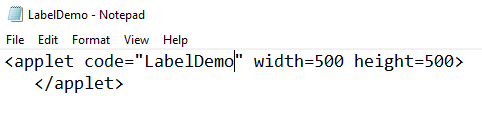 LabelDemo - Notepad
File Edit Format View Help
<applet code="LabelDemo" width=500 height=500>
</applet>